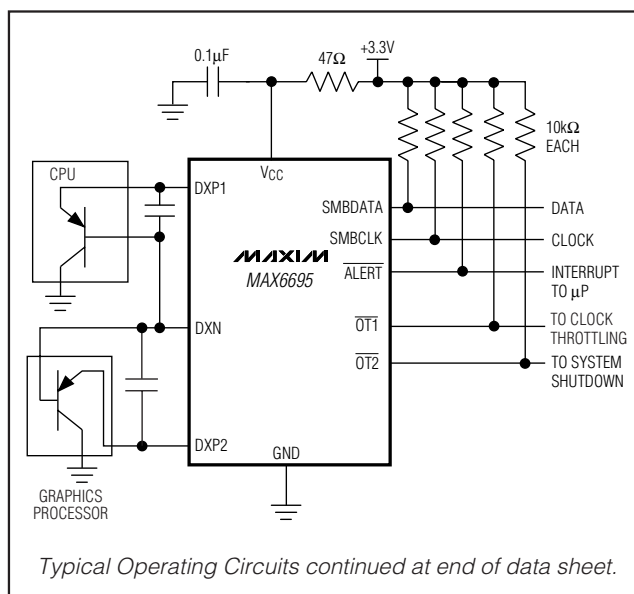 0.1µF
47Ω
+3.3V
10kΩ
EACH
CPU
DXP1
VCC
SMBDATA
DATA
SMBCLK
CLOCK
MAXIM
MAX6695
ALERT
INTERRUPT
TO µP
DXN
OT1
TO CLOCK
THROTTLING
OT2
TO SYSTEM
SHUTDOWN
DXP2
GND
GRAPHICS
PROCESSOR
Typical Operating Circuits continued at end of data sheet.